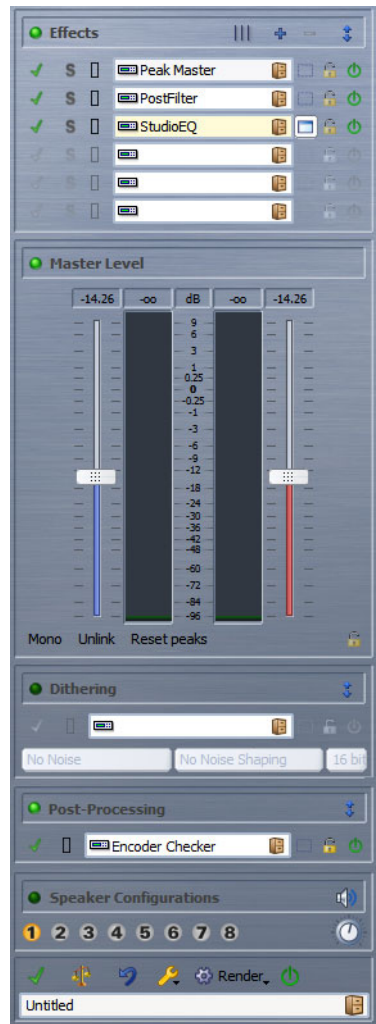 Effects
S Peak Master
S PostFilter
S StudioEQ
S
S
S
Master Level
-14.26 -oo dB -oo -14.26
9
6
3
1
0.25
0
-0.25
-1
-3
-6
-9
-12
-18
-24
-30
-36
-42
-48
-60
-72
-84
-96
Mono Unlink Reset peaks
Dithering
No Noise No Noise Shaping 16 bit
Post-Processing
Encoder Checker
Speaker Configurations
1 2 3 4 5 6 7 8
Render
Untitled